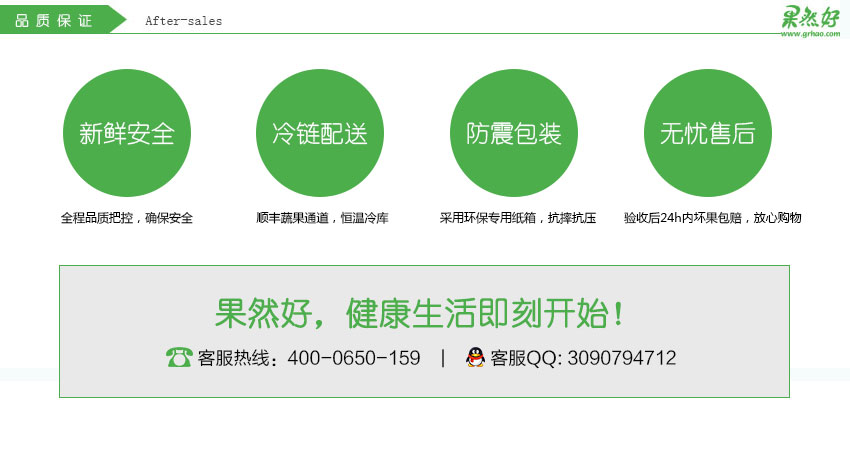 品质保证
After-sales
果然好
www.grhao.com
新鲜安全
冷链配送
防震包装
无忧售后
全程品质把控，确保安全
顺丰蔬果通道，恒温冷库
采用环保专用纸箱，抗摔抗压
验收后24h内坏果包赔，放心购物
果然好，健康生活即刻开始！
客服热线：400-0650-159 | 客服QQ: 3090794712